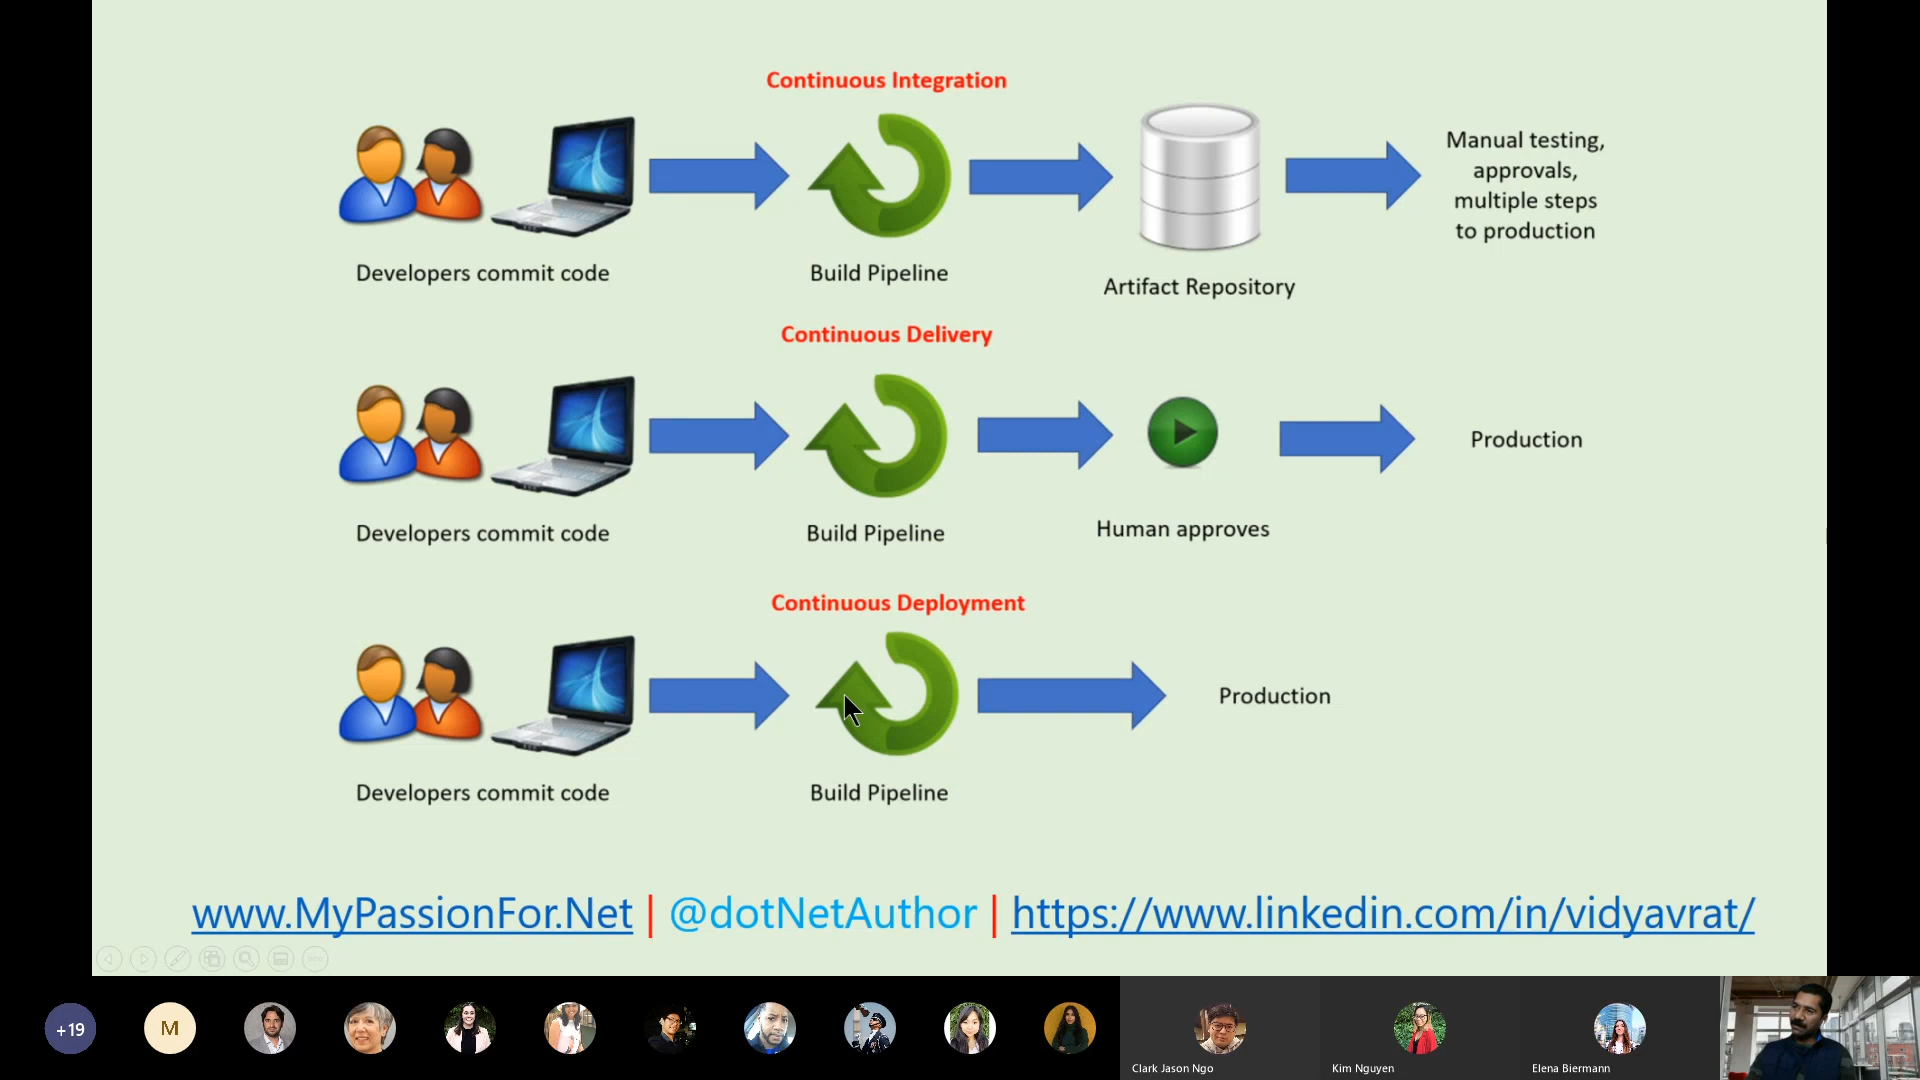 Continuous Integration
Manual testing,
approvals,
multiple steps
to production
Developers commit code
Build Pipeline
Artifact Repository
Continuous Delivery
Production
Developers commit code
Build Pipeline
Human approves
Continuous Deployment
Production
Developers commit code
Build Pipeline
www.MyPassionFor.Net | @dotNetAuthor | https://www.linkedin.com/in/vidyavrat/
+19
M
Clark Jason Ngo
Kim Nguyen
Elena Biermann